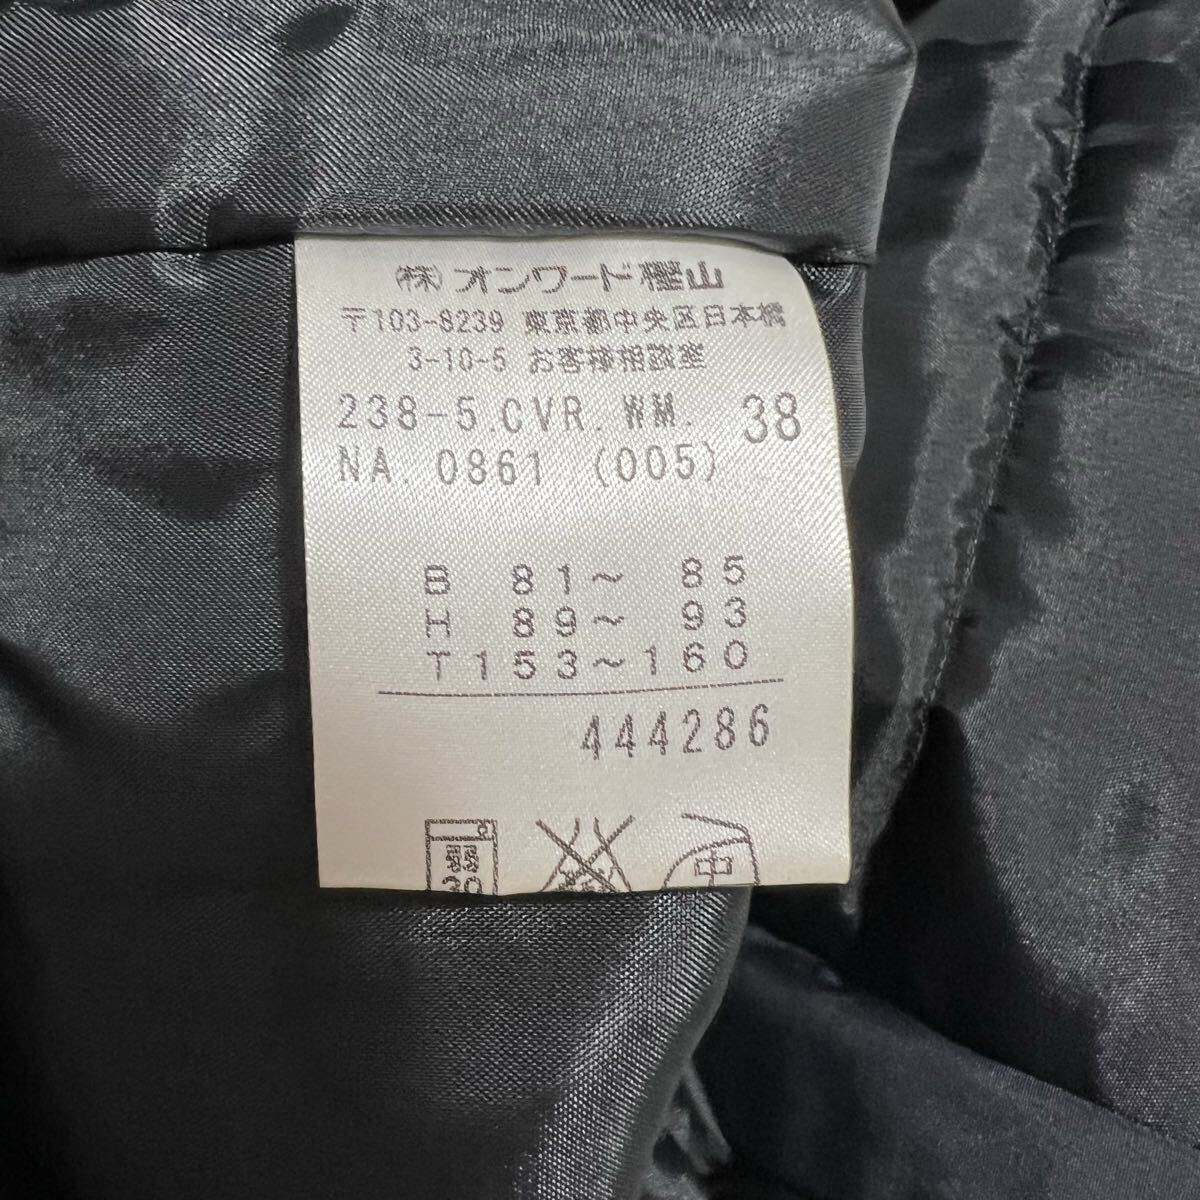 (株)オンワード樫山
〒103-8239 東京都中央区日本橋
3-10-5 お客様相談室
238-5.CVR.WM. 38
NA. 0861 (005)
B 81~ 85
H 89~ 93
T153~160
444286
中